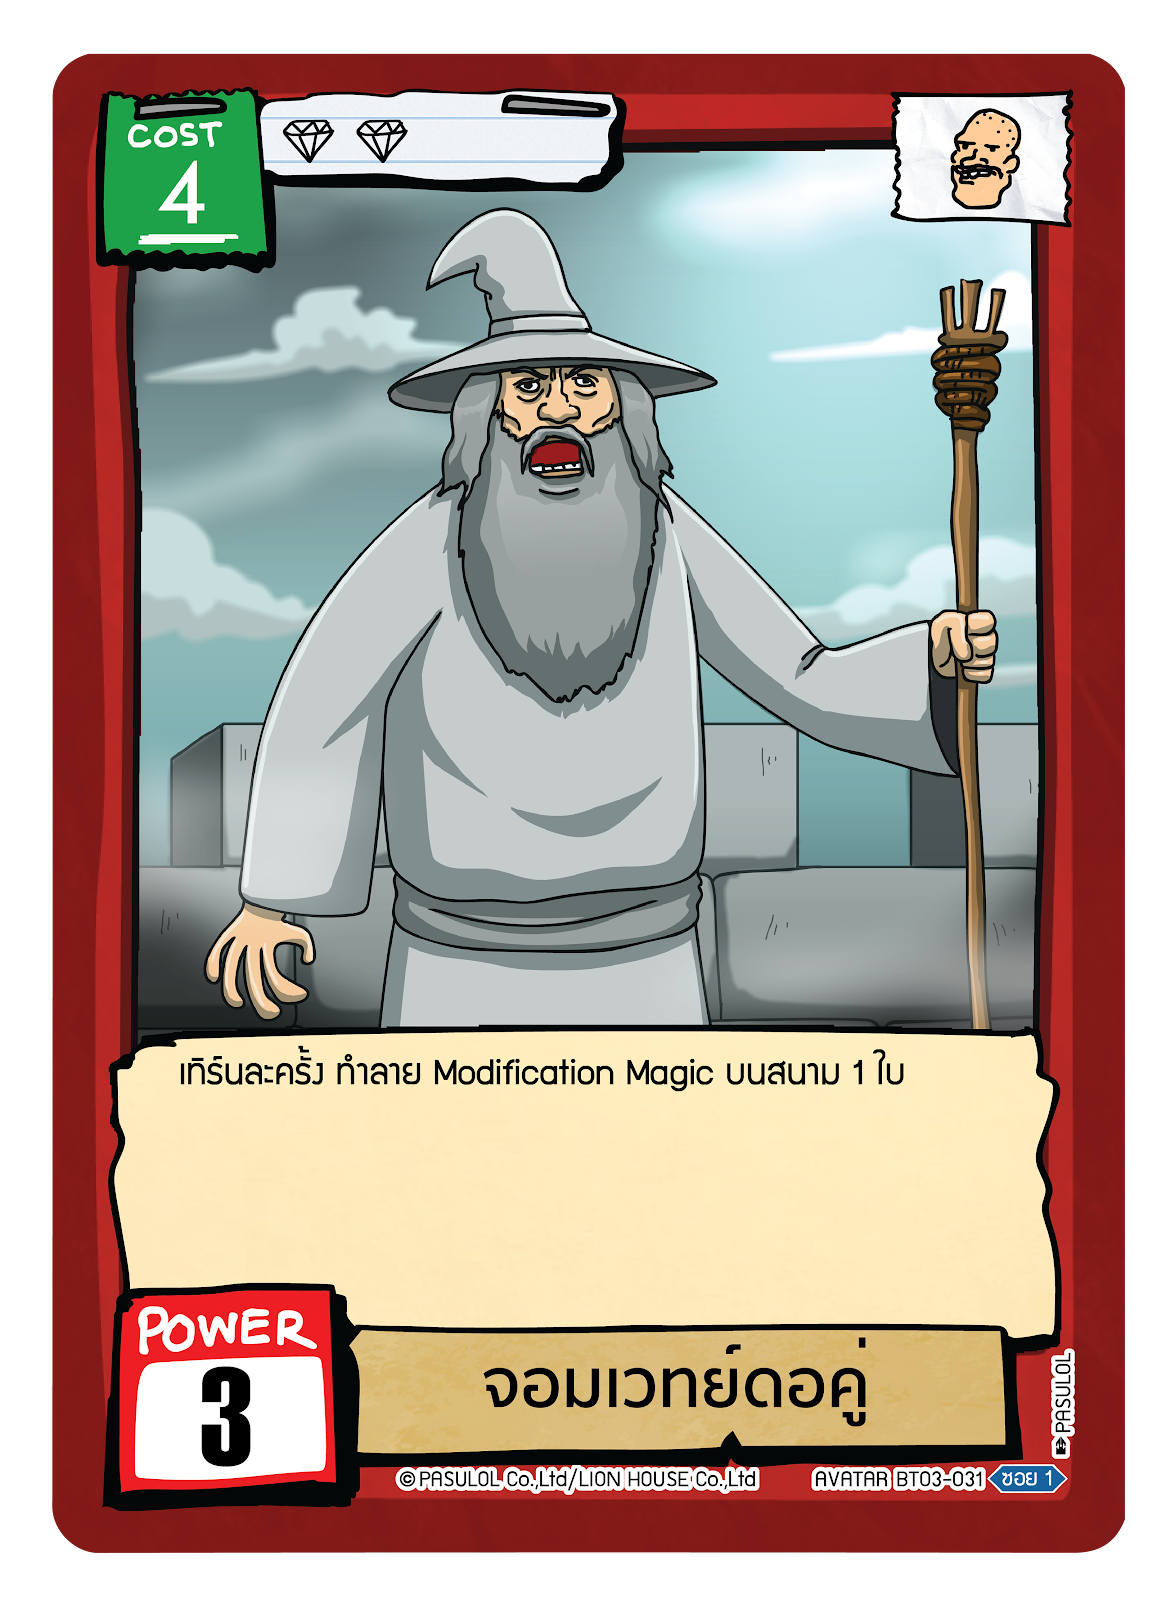 COST
4
เทิร์นละครั้ง ทำลาย Modification Magic บนสนาม 1 ใบ
POWER
3
จอมเวทย์ดอคู่
PASULOL
© PASULOL Co.,Ltd/LION HOUSE Co.,Ltd
AVATAR BT03-031
ซอย 1